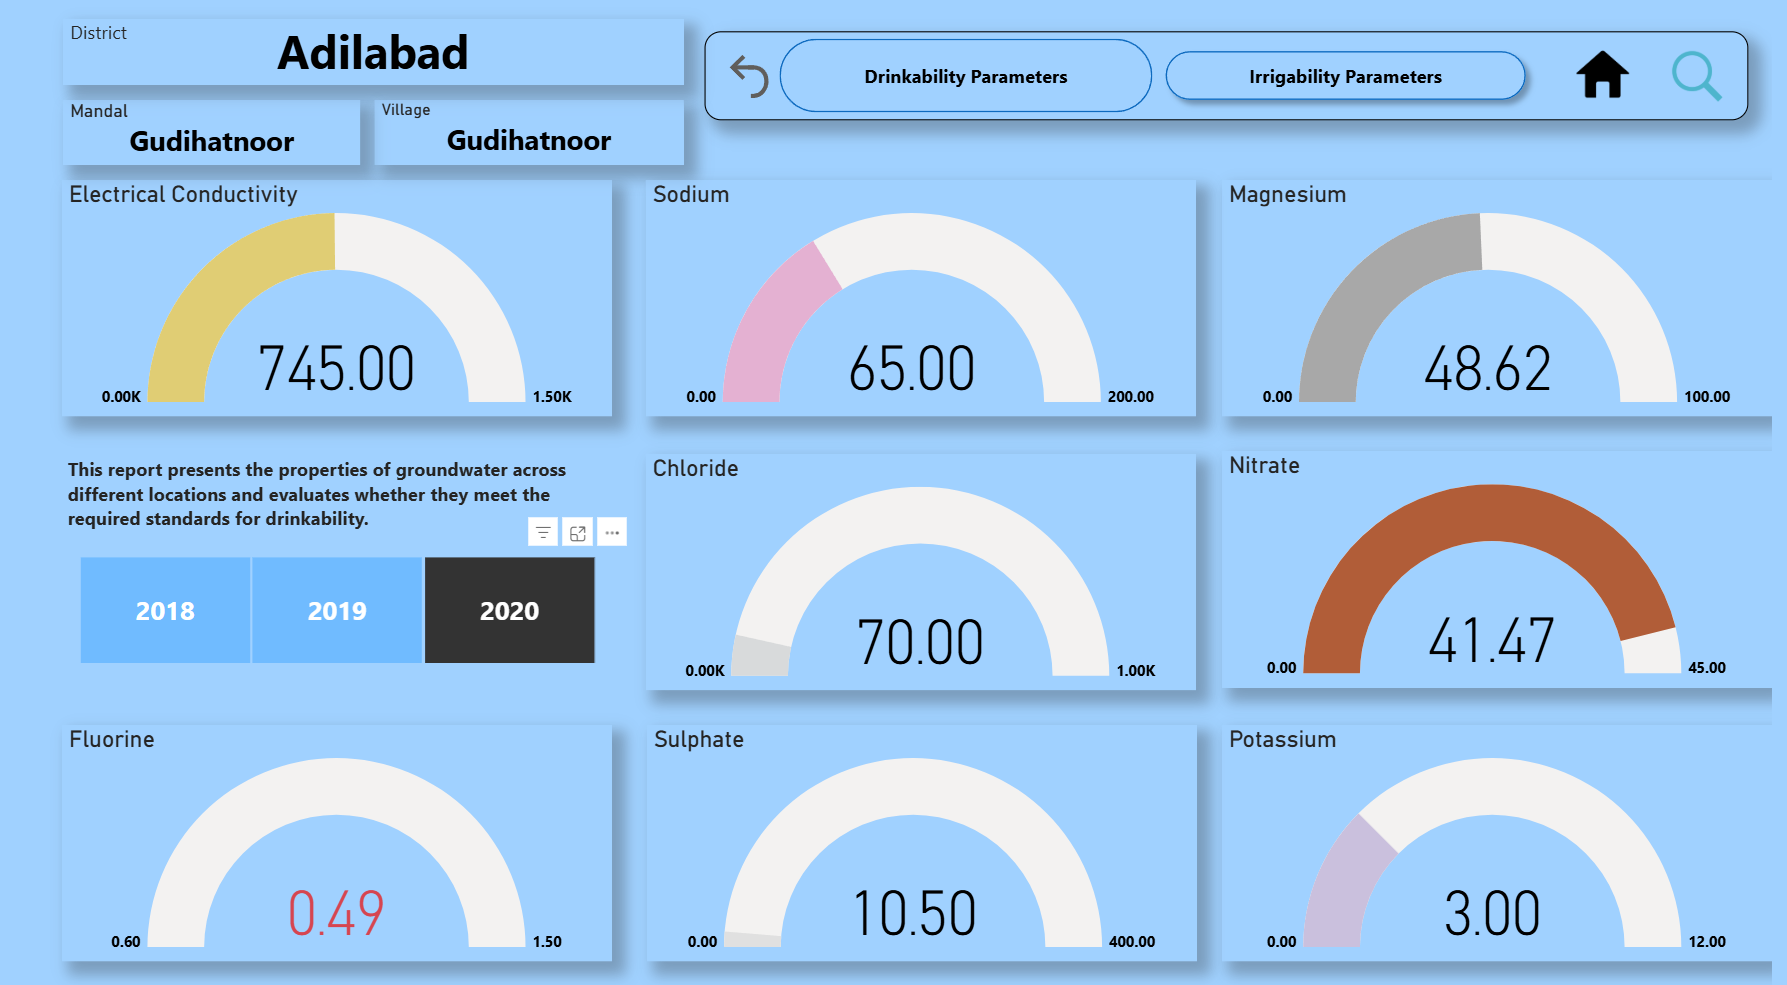 District
Adilabad
Mandal
Gudihatnoor
Village
Gudihatnoor
Drinkability Parameters
Irrigability Parameters
Electrical Conductivity
745.00
0.00K
1.50K
Sodium
65.00
0.00
200.00
Magnesium
48.62
0.00
100.00
This report presents the properties of groundwater across
different locations and evaluates whether they meet the
required standards for drinkability.
2018
2019
2020
Chloride
70.00
0.00K
1.00K
Nitrate
41.47
0.00
45.00
Fluorine
0.49
0.60
1.50
Sulphate
10.50
0.00
400.00
Potassium
3.00
0.00
12.00